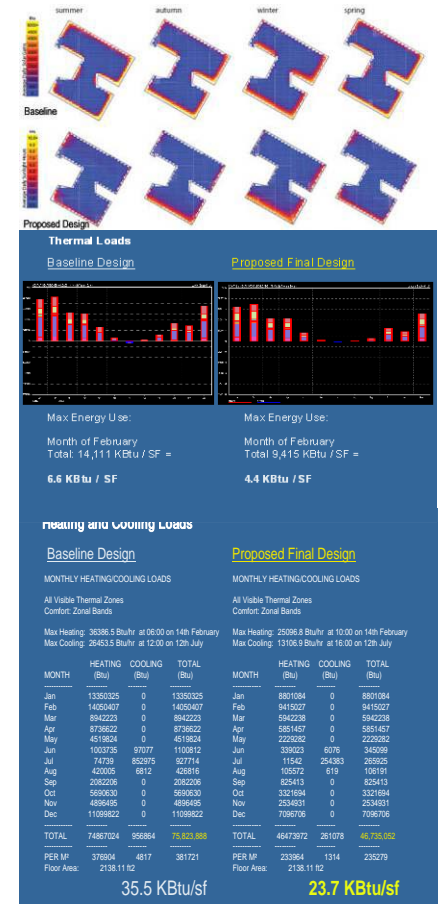 summer autumn winter spring
Baseline
Proposed Design
Thermal Loads
Baseline Design Proposed Final Design
Max Energy Use: Max Energy Use:
Month of February Month of February
Total: 14,111 KBtu / SF = Total 9,415 KBtu / SF =
6.6 KBtu / SF 4.4 KBtu / SF
Heating and Cooling Loads
Baseline Design Proposed Final Design
MONTHLY HEATING/COOLING LOADS MONTHLY HEATING/COOLING LOADS
All Visible Thermal Zones All Visible Thermal Zones
Comfort: Zonal Bands Comfort: Zonal Bands
Max Heating: 36386.5 Btu/hr at 06:00 on 14th February Max Heating: 25096.8 Btu/hr at 10:00 on 14th February
Max Cooling: 26453.5 Btu/hr at 12:00 on 12th July Max Cooling: 13106.9 Btu/hr at 16:00 on 12th July
HEATING COOLING TOTAL HEATING COOLING TOTAL
MONTH (Btu) (Btu) (Btu) MONTH (Btu) (Btu) (Btu)
Jan 13350325 0 13350325 Jan 8801084 0 8801084
Feb 14050407 0 14050407 Feb 9415027 0 9415027
Mar 8942223 0 8942223 Mar 5942238 0 5942238
Apr 8736622 0 8736622 Apr 5851457 0 5851457
May 4519824 0 4519824 May 2229282 0 2229282
Jun 1003735 97077 1100812 Jun 339023 6076 345099
Jul 74739 852975 927714 Jul 11542 254383 265925
Aug 420005 6812 426816 Aug 105572 619 106191
Sep 2082206 0 2082206 Sep 825413 0 825413
Oct 5690630 0 5690630 Oct 3321694 0 3321694
Nov 4896495 0 4896495 Nov 2534931 0 2534931
Dec 11099822 0 11099822 Dec 7096706 0 7096706
TOTAL 74867024 956864 75,823,888 TOTAL 46473972 261078 46,735,052
PER M² 376904 4817 381721 PER M² 233964 1314 235279
Floor Area: 2138.11 ft2 Floor Area: 2138.11 ft2
35.5 KBtu/sf 23.7 KBtu/sf